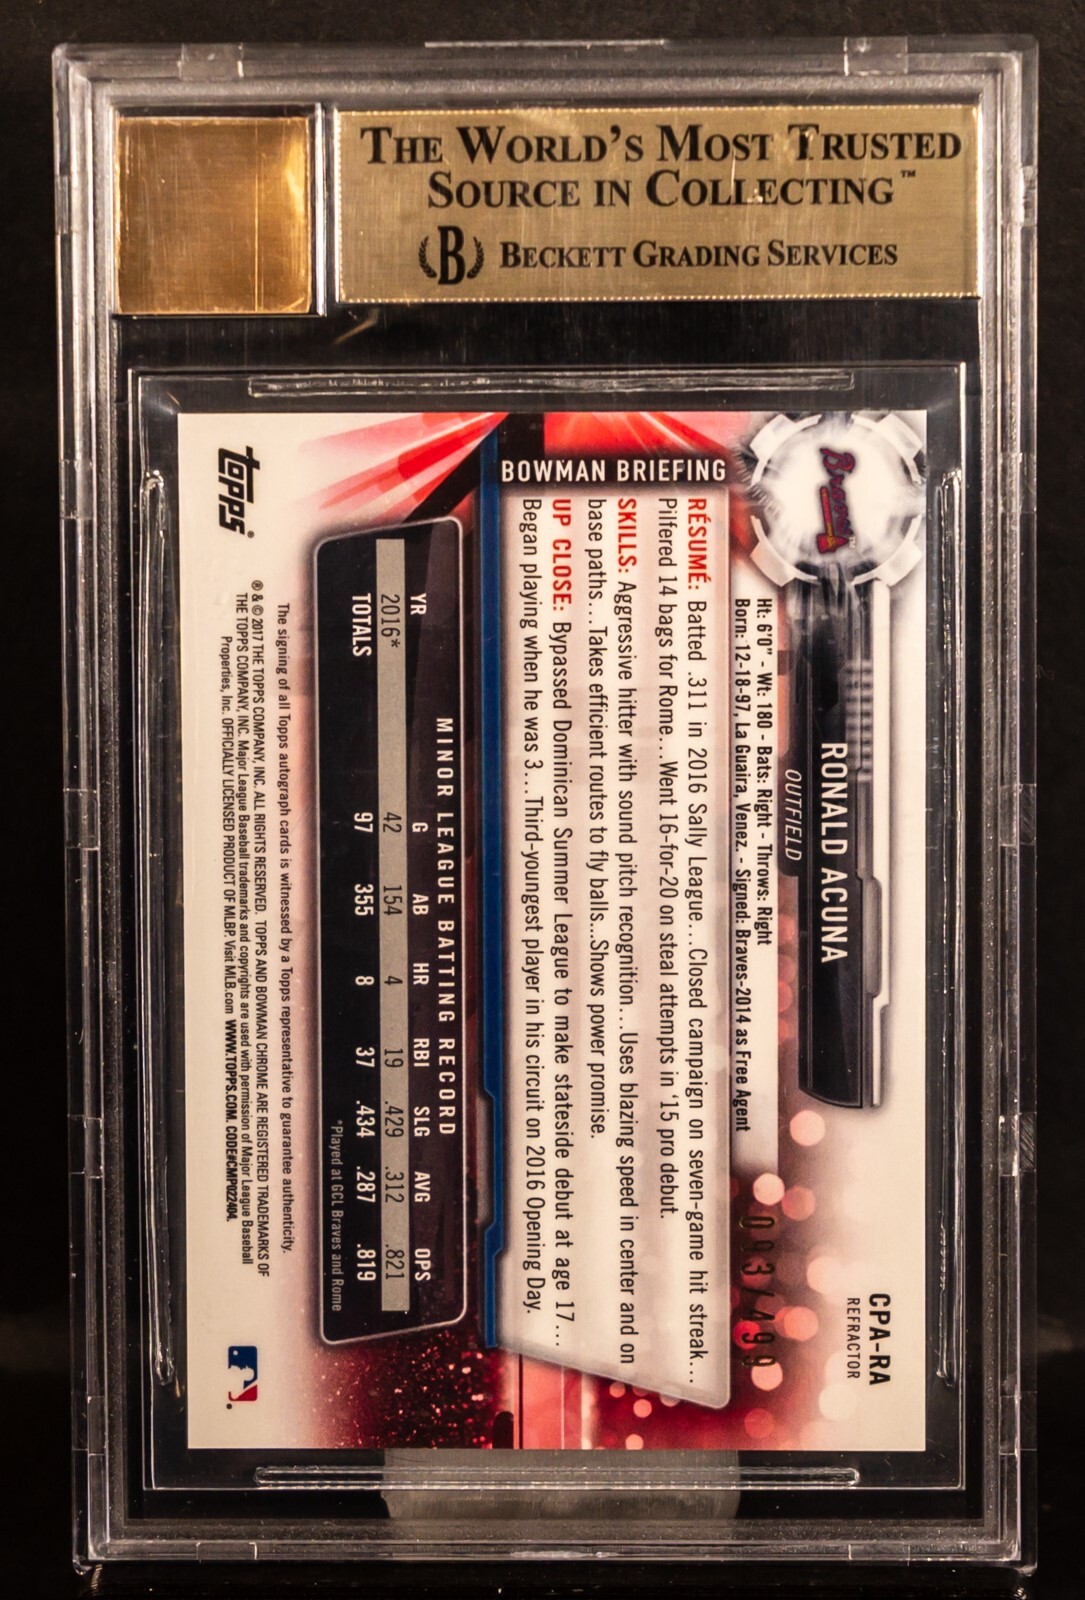 THE WORLD'S MOST TRUSTED
SOURCE IN COLLECTING™
B BECKETT GRADING SERVICES
Braves
RONALD ACUNA
OUTFIELD
CPA-RA
REFRACTOR
Ht: 6'0" - Wt: 180 - Bats: Right - Throws: Right
Born: 12-18-97, La Guaira, Venez. - Signed: Braves-2014 as Free Agent
093/499
BOWMAN BRIEFING
RÉSUMÉ: Batted .311 in 2016 Sally League...Closed campaign on seven-game hit streak...
Pilfered 14 bags for Rome...Went 16-for-20 on steal attempts in '15 pro debut.
SKILLS: Aggressive hitter with sound pitch recognition...Uses blazing speed in center and on
base paths...Takes efficient routes to fly balls...Shows power promise.
UP CLOSE: Bypassed Dominican Summer League to make stateside debut at age 17...
Began playing when he was 3...Third-youngest player in his circuit on 2016 Opening Day.
MINOR LEAGUE BATTING RECORD
YR G AB HR RBI SLG AVG OPS
2016* 42 154 4 19 .429 .312 .821
TOTALS 97 355 8 37 .434 .287 .819
*Played at GCL Braves and Rome
The signing of all Topps autograph cards is witnessed by a Topps representative to guarantee authenticity.
® & © 2017 THE TOPPS COMPANY, INC. ALL RIGHTS RESERVED. TOPPS AND BOWMAN CHROME ARE REGISTERED TRADEMARKS OF
THE TOPPS COMPANY, INC. Major League Baseball trademarks and copyrights are used with permission of Major League Baseball
Properties, Inc. OFFICIALLY LICENSED PRODUCT OF MLBP. Visit MLB.com WWW.TOPPS.COM. CODE#CMP022404.
topps®